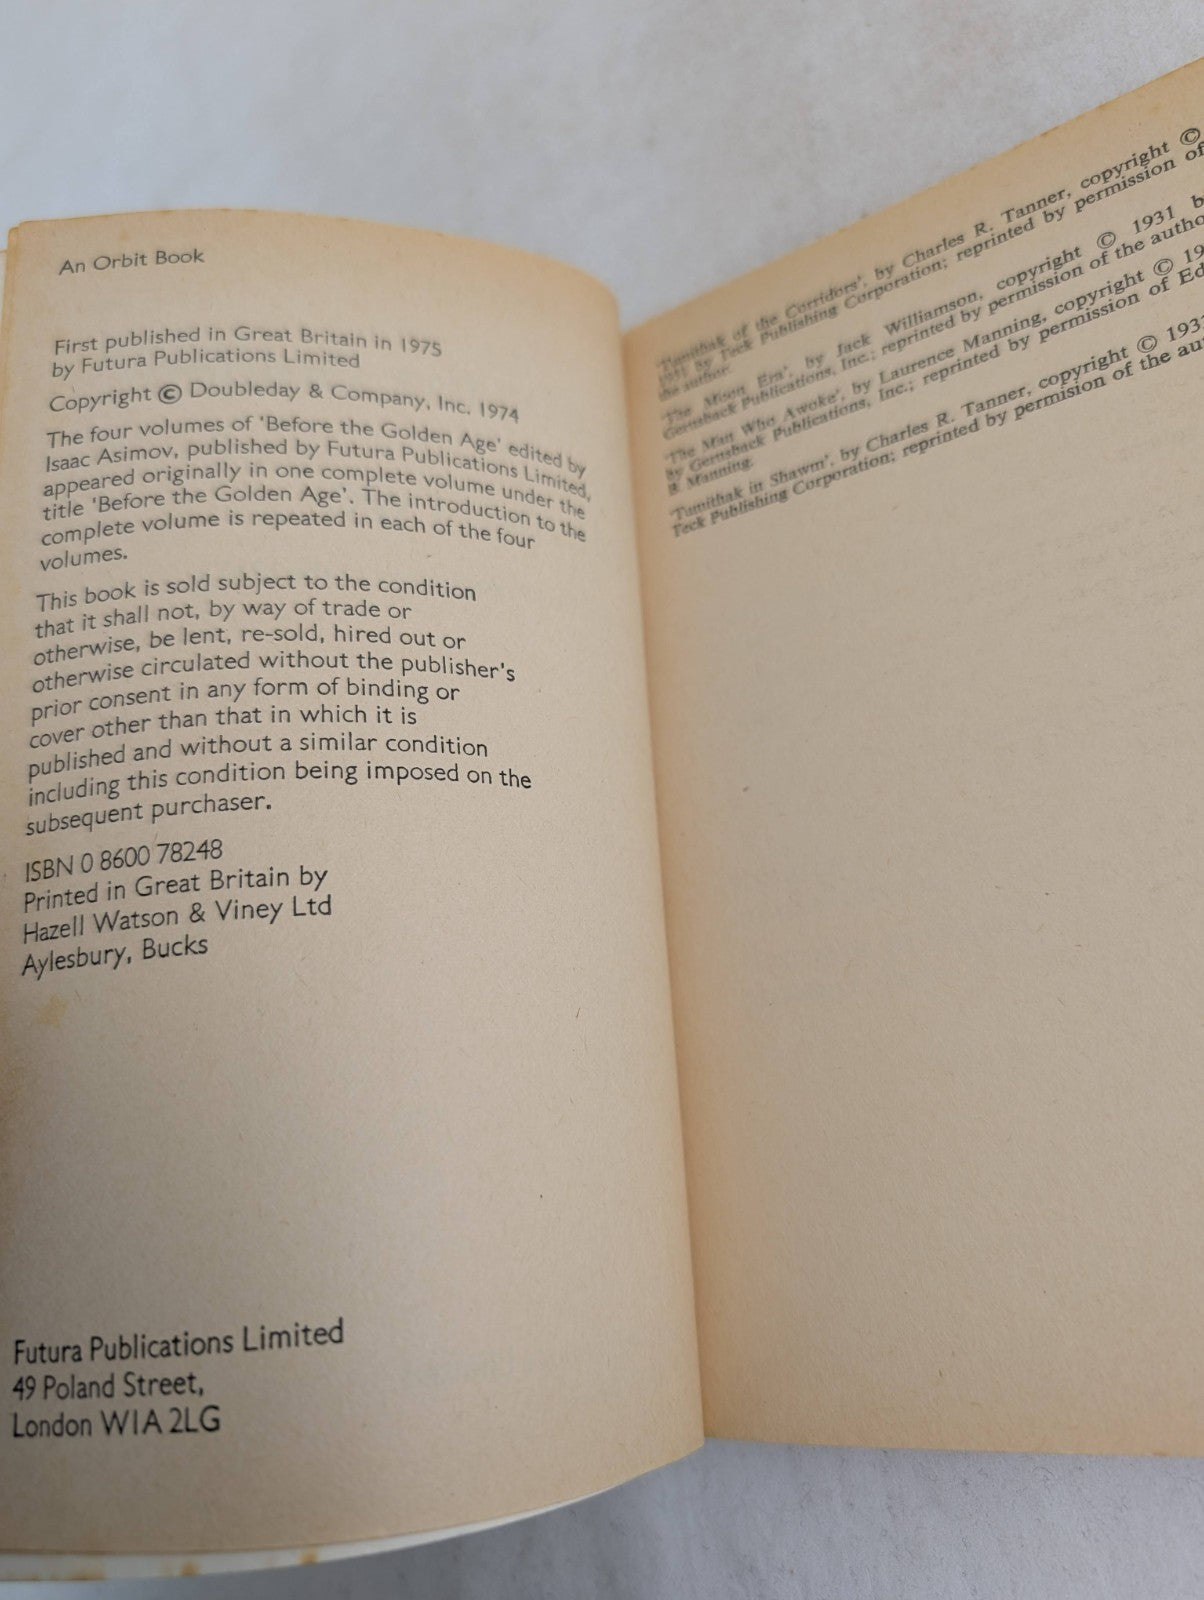 An Orbit Book
First published in Great Britain in 1975
by Futura Publications Limited
Copyright © Doubleday & Company, Inc. 1974
The four volumes of 'Before the Golden Age' edited by
Isaac Asimov, published by Futura Publications Limited,
appeared originally in one complete volume under the
title 'Before the Golden Age'. The introduction to the
complete volume is repeated in each of the four
volumes.
This book is sold subject to the condition
that it shall not, by way of trade or
otherwise, be lent, re-sold, hired out or
otherwise circulated without the publisher's
prior consent in any form of binding or
cover other than that in which it is
published and without a similar condition
including this condition being imposed on the
subsequent purchaser.
ISBN 0 8600 78248
Printed in Great Britain by
Hazell Watson & Viney Ltd
Aylesbury, Bucks
Futura Publications Limited
49 Poland Street,
London W1A 2LG
'Tumithak of the Corridors', by Charles R. Tanner, copyright ©
1931 by Teck Publishing Corporation; reprinted by permission of
the author.
'The Moon Era', by Jack Williamson, copyright © 1931 b
Gernsback Publications, Inc.; reprinted by permission of the autho
'The Man Who Awoke', by Laurence Manning, copyright © 19
by Gernsback Publications, Inc.; reprinted by permission of Ed
B. Manning.
'Tumithak in Shawm', by Charles R. Tanner, copyright © 193
Teck Publishing Corporation; reprinted by permission of the au